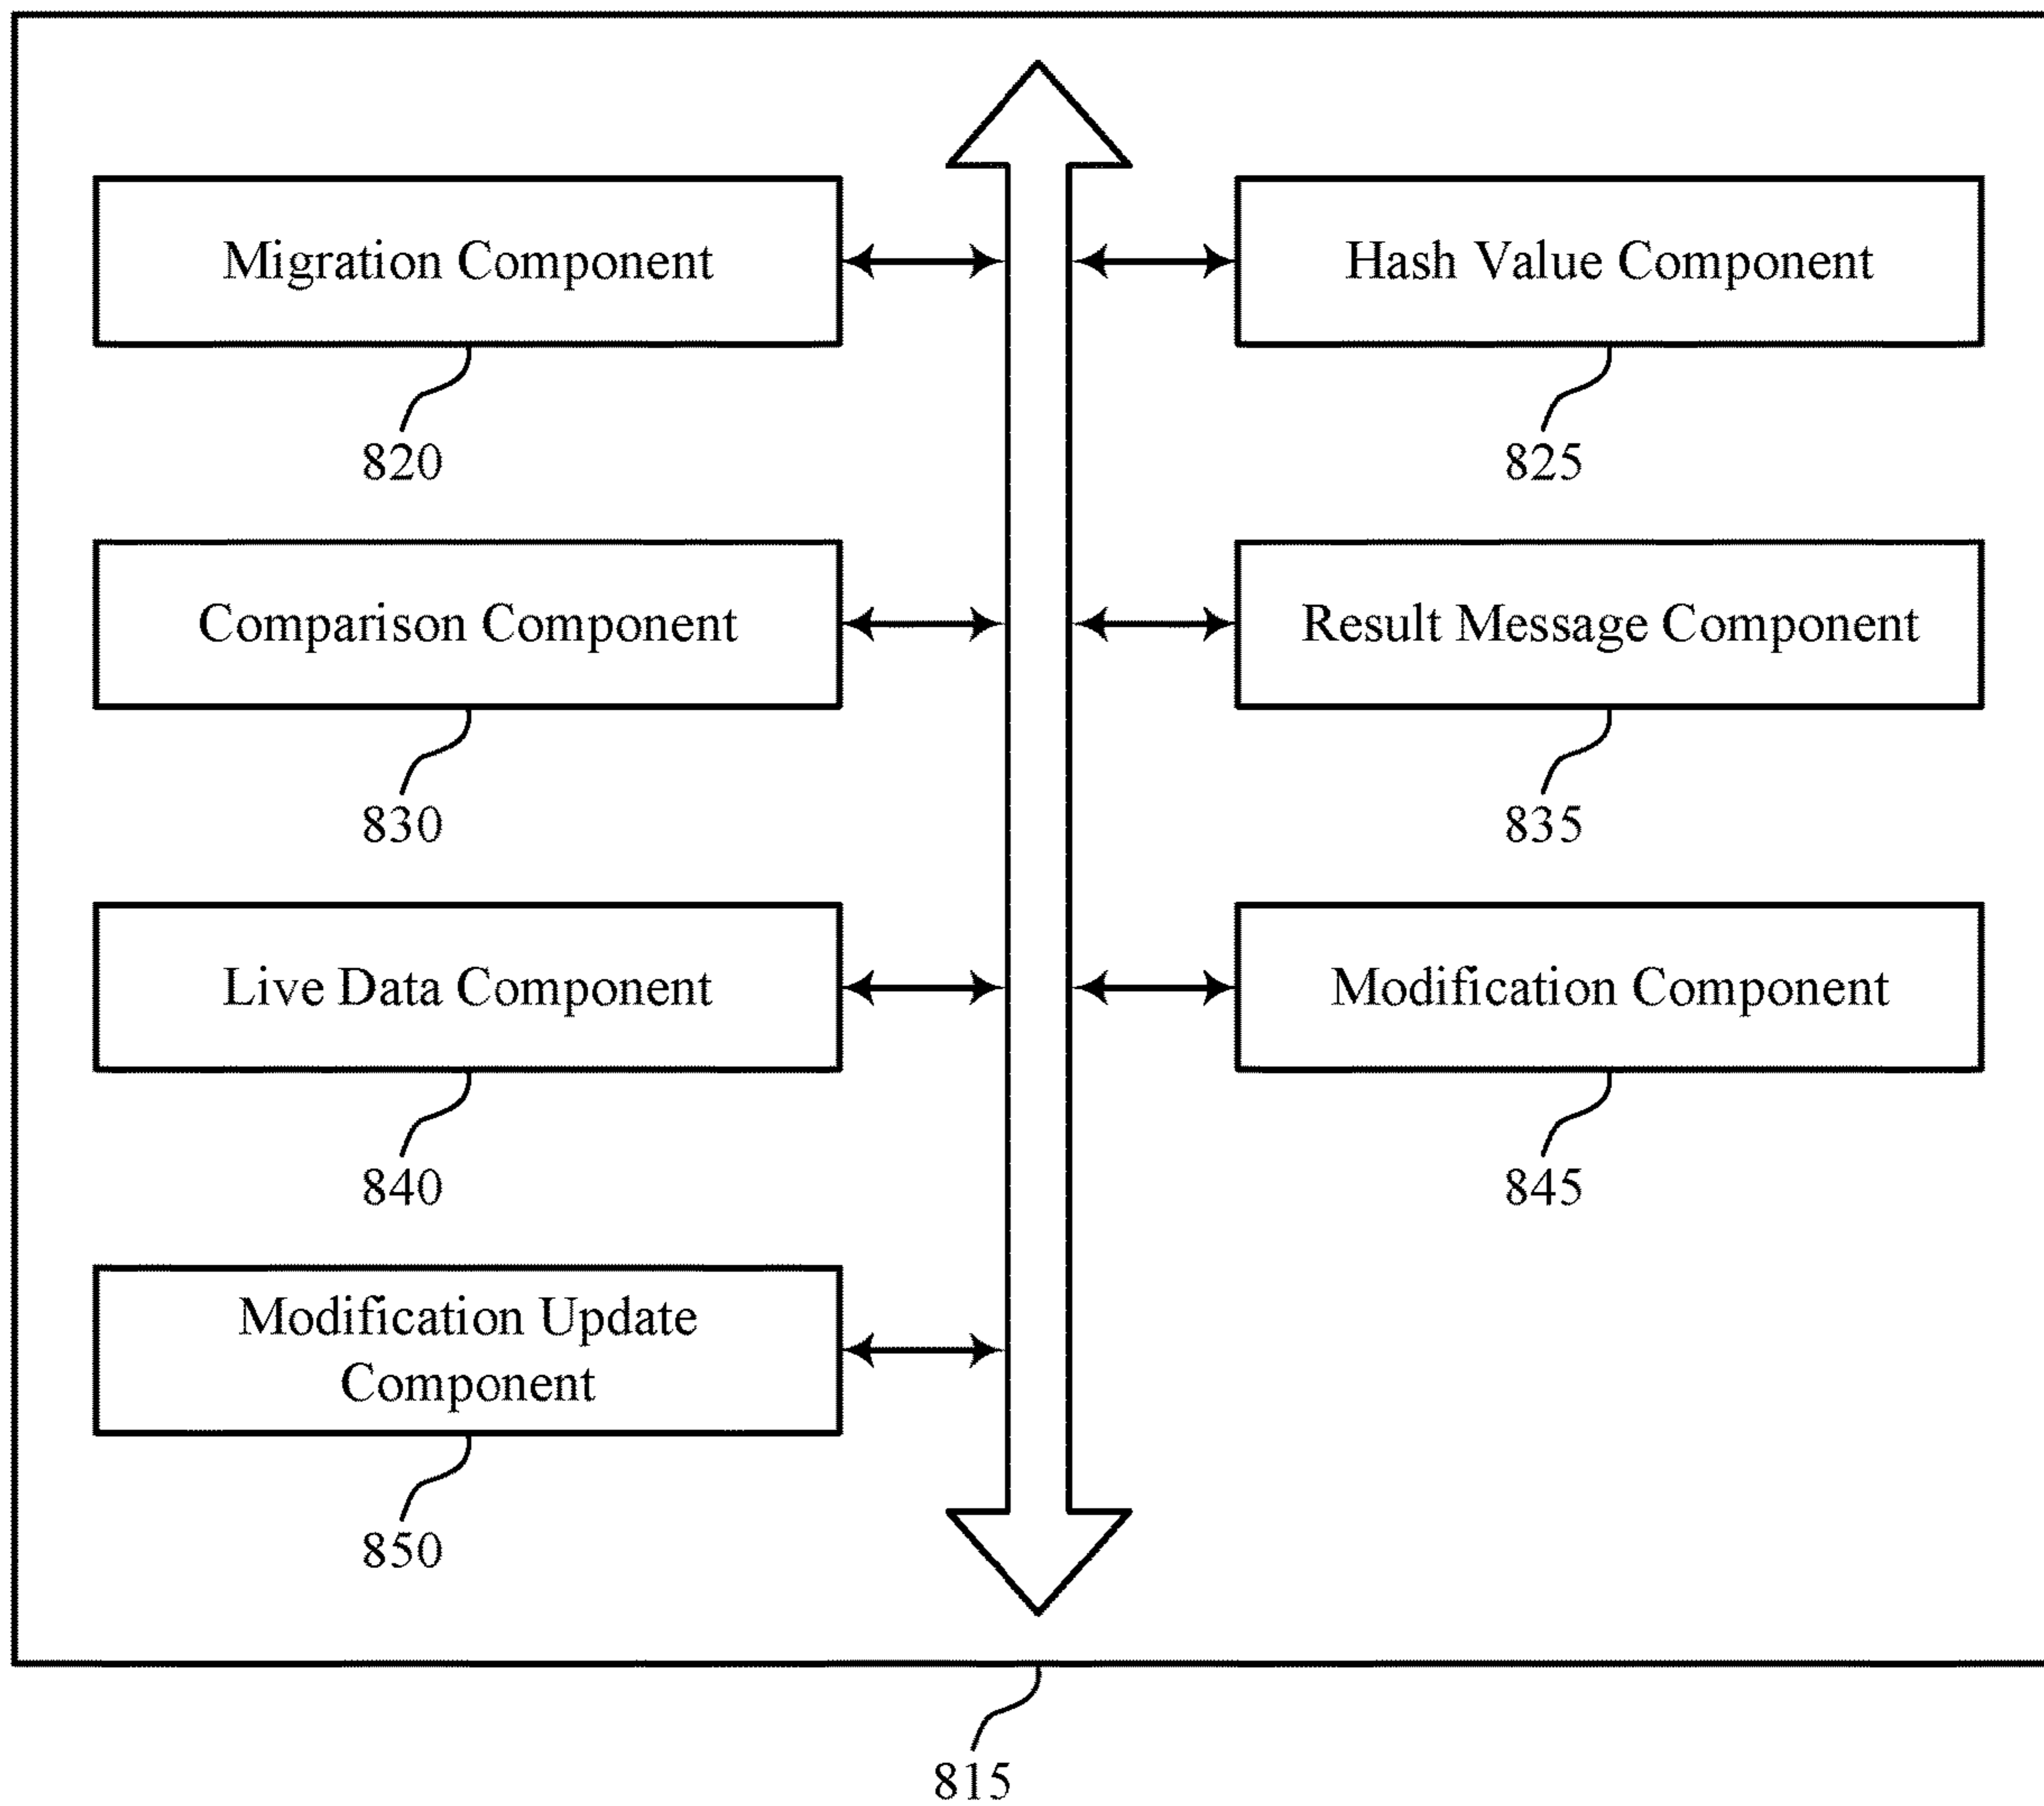 Migration Component
Hash Value Component
820
825
Comparison Component
Result Message Component
830
835
Live Data Component
Modification Component
840
845
Modification Update
Component
850
815